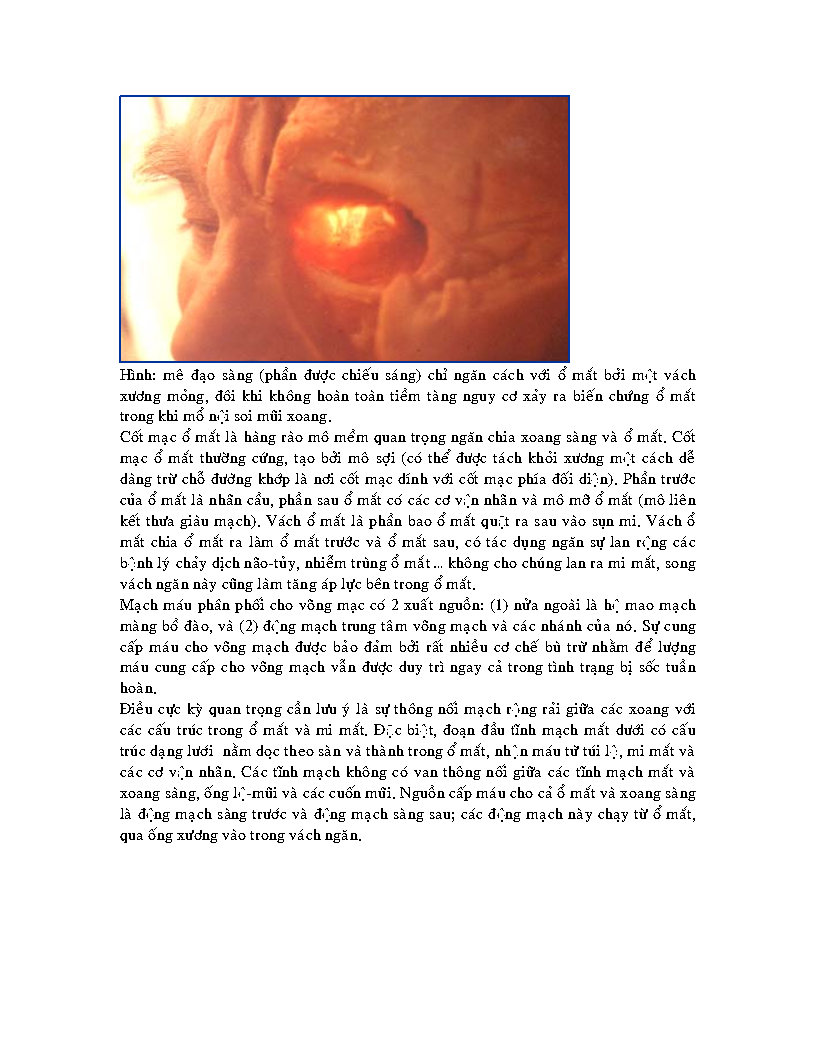 Hình: mê đạo sàng (phần được chiếu sáng) chỉ ngăn cách với ổ mắt bởi một vách
xương mỏng, đôi khi không hoàn toàn tiềm tàng nguy cơ xảy ra biến chứng ổ mắt
trong khi mổ nội soi mũi xoang.
Cốt mạc ổ mắt là hàng rào mô mềm quan trọng ngăn chia xoang sàng và ổ mắt. Cốt
mạc ổ mắt thường cứng, tạo bởi mô sợi (có thể được tách khỏi xương một cách dễ
dàng trừ chỗ đường khớp là nơi cốt mạc dính với cốt mạc phía đối diện). Phần trước
của ổ mắt là nhãn cầu, phần sau ổ mắt có các cơ vận nhãn và mô mỡ ổ mắt (mô liên
kết thưa giàu mạch). Vách ổ mắt là phần bao ổ mắt quặt ra sau vào sụn mi. Vách ổ
mắt chia ổ mắt ra làm ổ mắt trước và ổ mắt sau, có tác dụng ngăn sự lan rộng các
bệnh lý chảy dịch não-tủy, nhiễm trùng ổ mắt ... không cho chúng lan ra mi mắt, song
vách ngăn này cũng làm tăng áp lực bên trong ổ mắt.
Mạch máu phân phối cho võng mạc có 2 xuất nguồn: (1) nửa ngoài là hệ mao mạch
màng bồ đào, và (2) động mạch trung tâm võng mạch và các nhánh của nó. Sự cung
cấp máu cho võng mạch được bảo đảm bởi rất nhiều cơ chế bù trừ nhằm để lượng
máu cung cấp cho võng mạch vẫn được duy trì ngay cả trong tình trạng bị sốc tuần
hoàn.
Điều cực kỳ quan trọng cần lưu ý là sự thông nối mạch rộng rải giữa các xoang với
các cấu trúc trong ổ mắt và mi mắt. Đặc biệt, đoạn đầu tĩnh mạch mắt dưới có cấu
trúc dạng lưới nằm dọc theo sàn và thành trong ổ mắt, nhận máu từ túi lệ, mi mắt và
các cơ vận nhãn. Các tĩnh mạch không có van thông nối giữa các tĩnh mạch mắt và
xoang sàng, ống lệ-mũi và các cuốn mũi. Nguồn cấp máu cho cả ổ mắt và xoang sàng
là động mạch sàng trước và động mạch sàng sau; các động mạch này chạy từ ổ mắt,
qua ống xương vào trong vách ngăn.